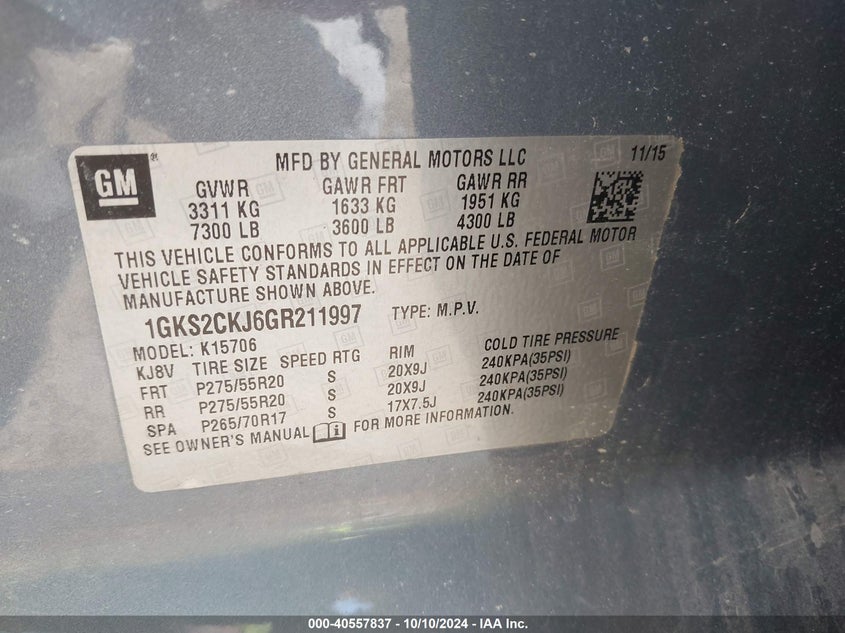 GM
MFD BY GENERAL MOTORS LLC 11/15
GVWR GAWR FRT GAWR RR
3311 KG 1633 KG 1951 KG
7300 LB 3600 LB 4300 LB
THIS VEHICLE CONFORMS TO ALL APPLICABLE U.S. FEDERAL MOTOR
VEHICLE SAFETY STANDARDS IN EFFECT ON THE DATE OF
MANUFACTURE SHOWN ABOVE.
1GKS2CKJ6GR211997 TYPE: M.P.V.
MODEL: K15706
KJ8V TIRE SIZE SPEED RTG RIM COLD TIRE PRESSURE
FRT P275/55R20 S 20X9J 240KPA(35PSI)
RR P275/55R20 S 20X9J 240KPA(35PSI)
SPA P265/70R17 S 17X7.5J 240KPA(35PSI)
SEE OWNER'S MANUAL FOR MORE INFORMATION.
000-40557837 - 10/10/2024 - IAA Inc.